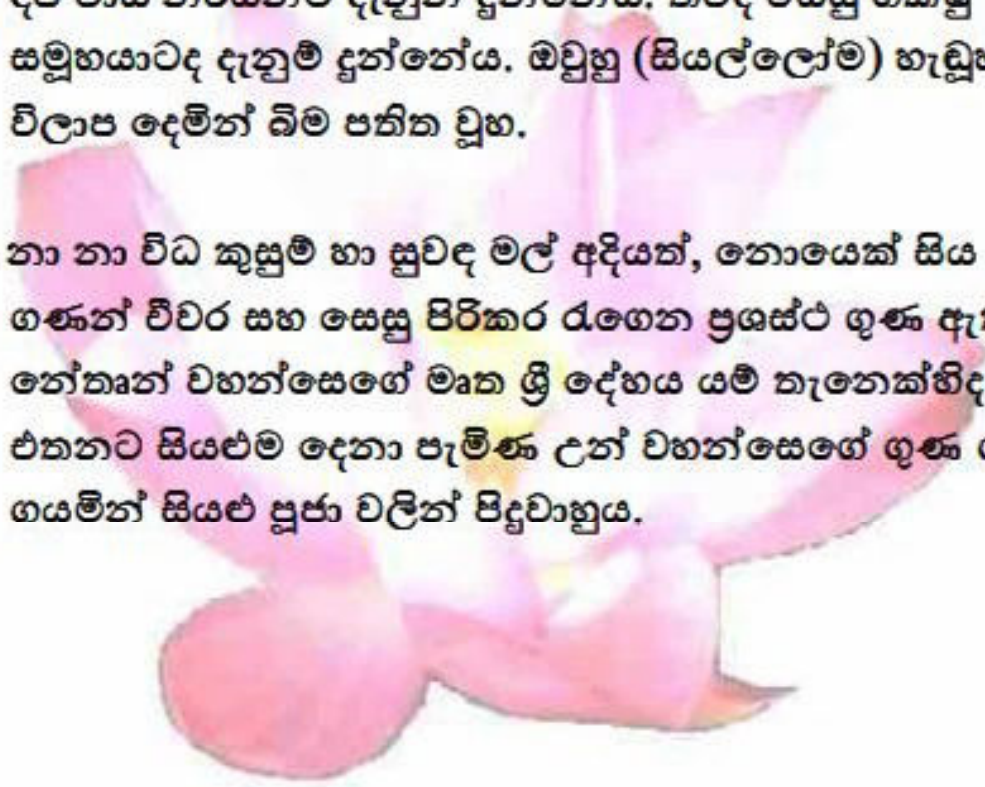 සමූහයාටද දැනුම් දුන්නේය. ඔවුහු (සියල්ලෝම)
විලාප දෙමින් බිම පතිත වූහ.
නා නා විධ කුසුම් හා සුවඳ මල් අදියත්, නොයෙක් සිය
ගණන් චීවර සහ සෙසු පිරිකර රැගෙන ප්‍රශස්ථ ගුණ
නේතෘන් වහන්සෙගේ මෘත ශ්‍රී දේහය යම් තැනෙක්හිද
එතනට සියළුම දෙනා පැමිණ උන් වහන්සෙගේ ගුණ
ගයමින් සියළු පූජා වලින් පිදුවාහුය.